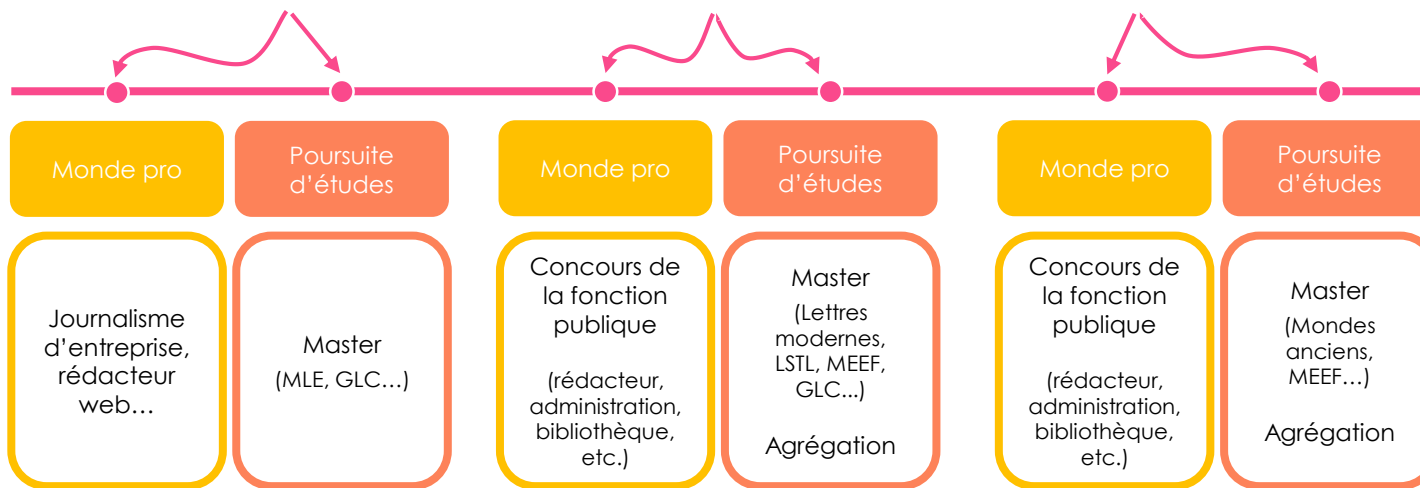 Monde pro
Poursuite
d'études
Monde pro
Poursuite
d'études
Monde pro
Poursuite
d'études
Journalisme
d'entreprise,
rédacteur
web…
Master
(MLE, GLC…)
Concours de
la fonction
publique
(rédacteur,
administration,
bibliothèque,
etc.)
Master
(Lettres
modernes,
LSTL, MEEF,
GLC...)
Agrégation
Concours de
la fonction
publique
(rédacteur,
administration,
bibliothèque,
etc.)
Master
(Mondes
anciens,
MEEF…)
Agrégation